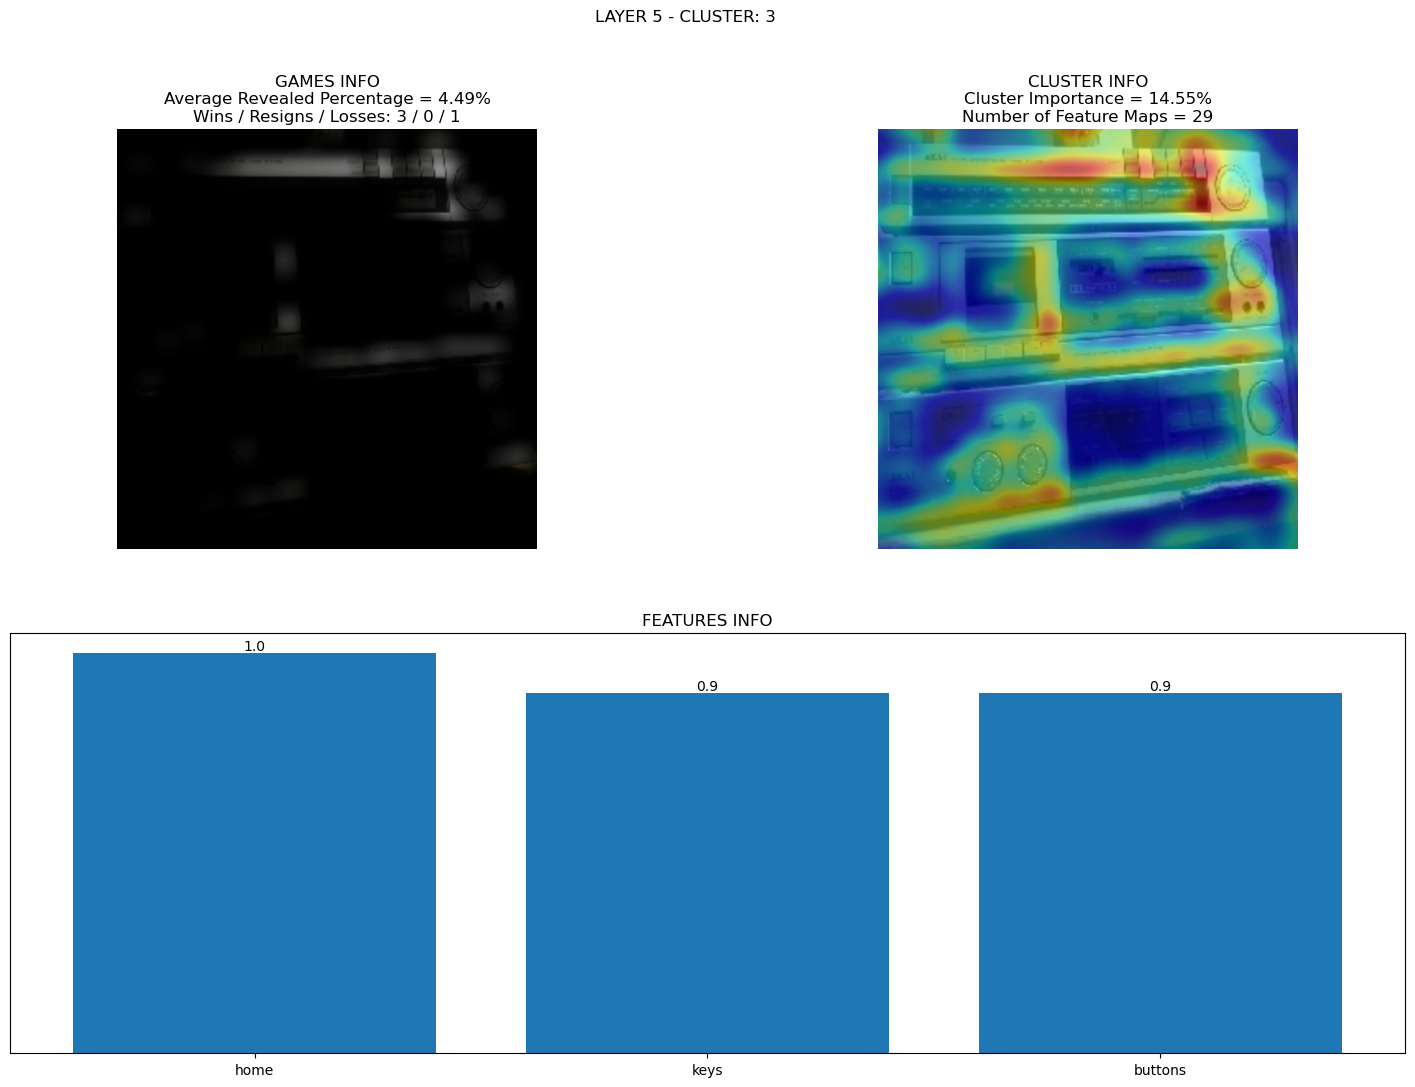 LAYER 5 - CLUSTER: 3
GAMES INFO
Average Revealed Percentage = 4.49%
Wins / Resigns / Losses: 3 / 0 / 1
CLUSTER INFO
Cluster Importance = 14.55%
Number of Feature Maps = 29
AKAI
FEATURES INFO
1.0
0.9
0.9
home
keys
buttons